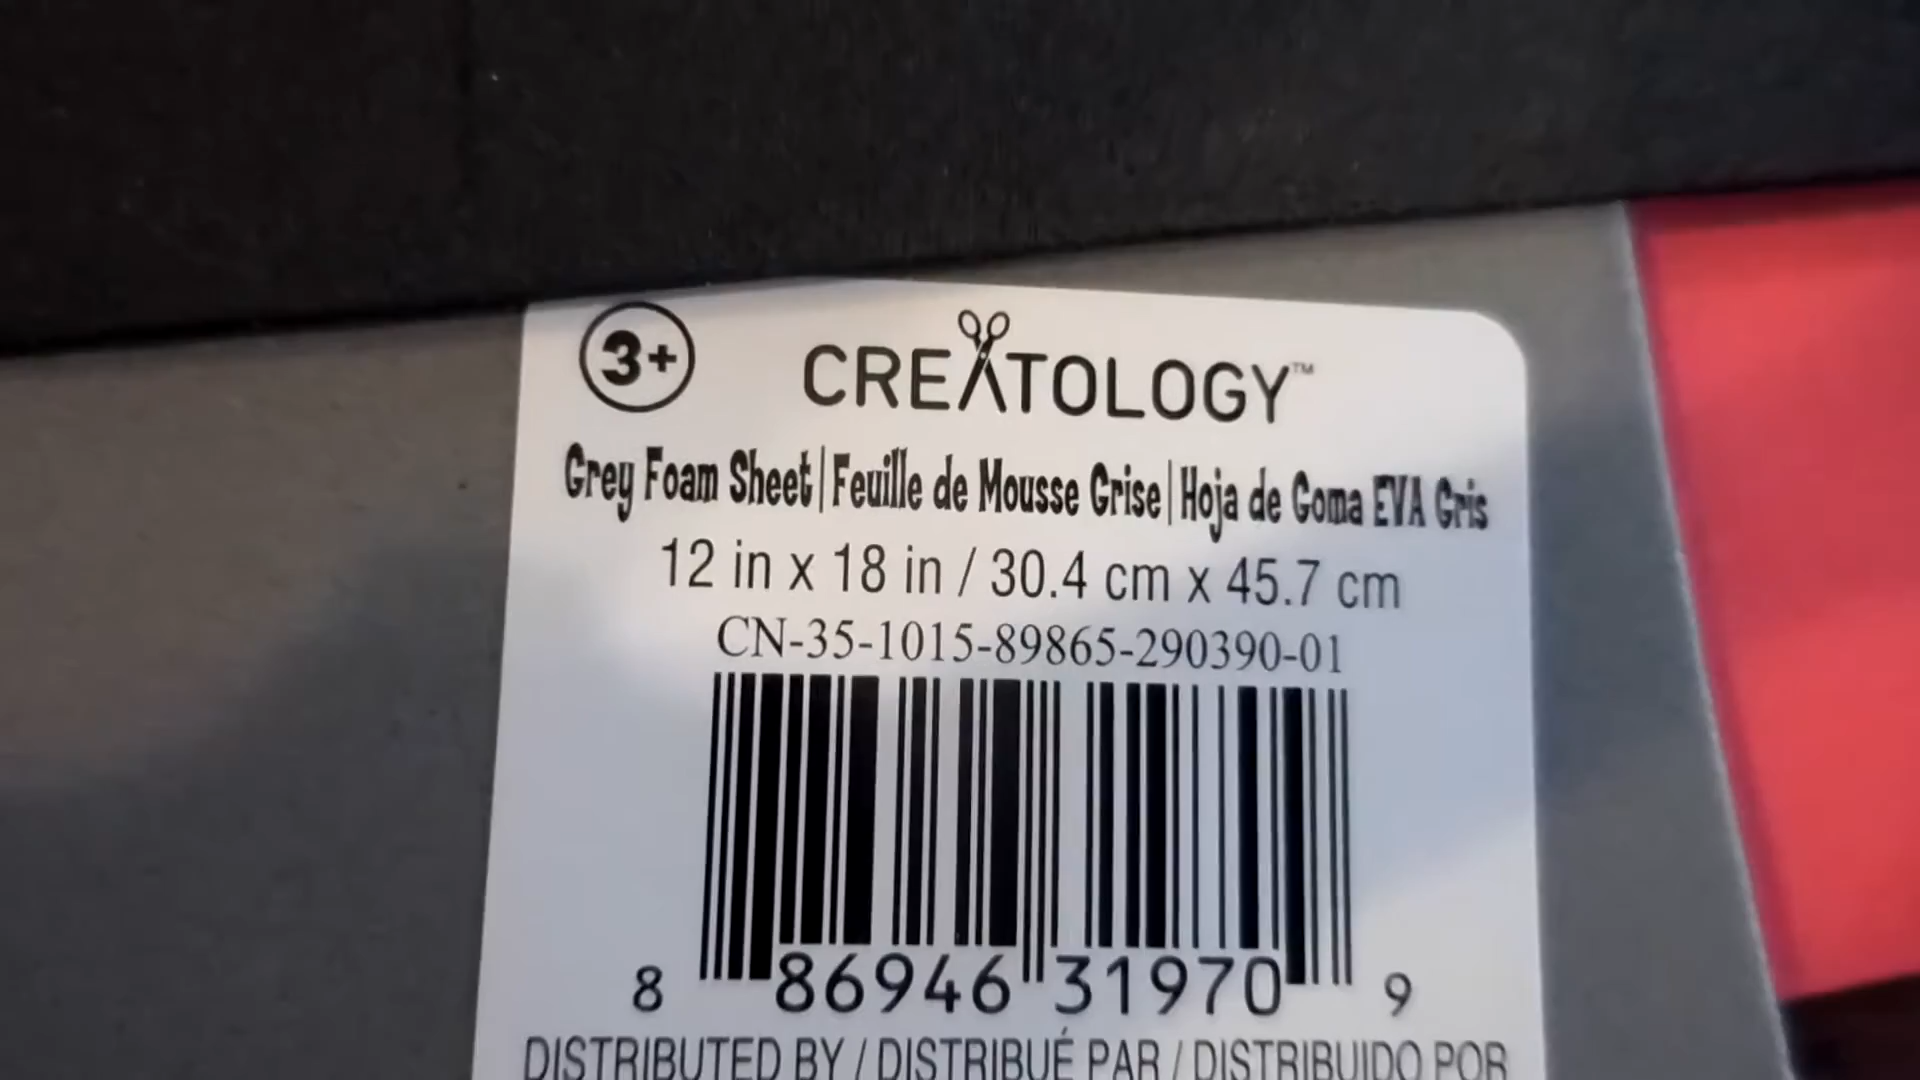 3+
CREATOLOGY™
Grey Foam Sheet | Feuille de Mousse Grise | Hoja de Goma EVA Gris
12 in x 18 in / 30.4 cm x 45.7 cm
CN-35-1015-89865-290390-01
8 86946 31970 9
DISTRIBUTED BY / DISTRIBUÉ PAR / DISTRIBUIDO POR